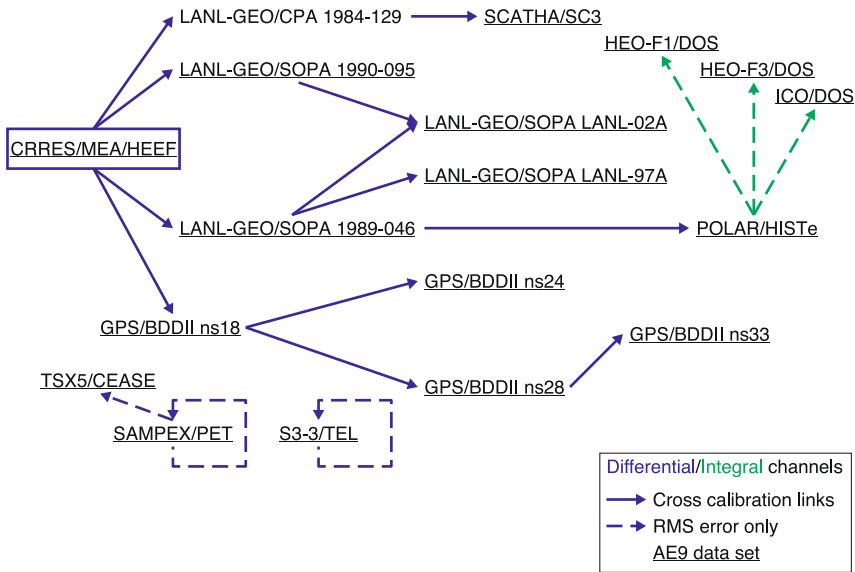 LANL-GEO/CPA 1984-129
SCATHA/SC3
HEO-F1/DOS
LANL-GEO/SOPA 1990-095
HEO-F3/DOS
ICO/DOS
LANL-GEO/SOPA LANL-02A
CRRES/MEA/HEEF
LANL-GEO/SOPA LANL-97A
LANL-GEO/SOPA 1989-046
POLAR/HISTe
GPS/BDDII ns24
GPS/BDDII ns18
GPS/BDDII ns33
TSX5/CEASE
GPS/BDDII ns28
SAMPEX/PET
S3-3/TEL
Differential/Integral channels
Cross calibration links
RMS error only
AE9 data set